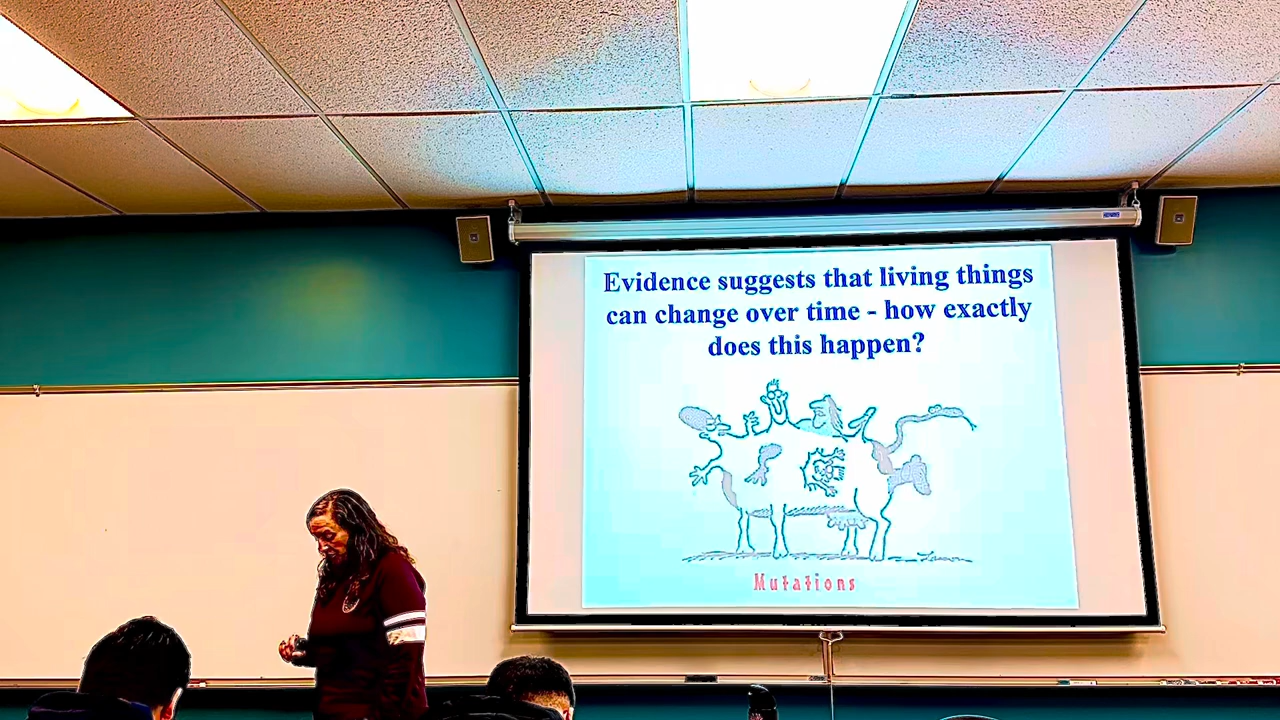 Evidence suggests that living things
can change over time - how exactly
does this happen?
Mutations